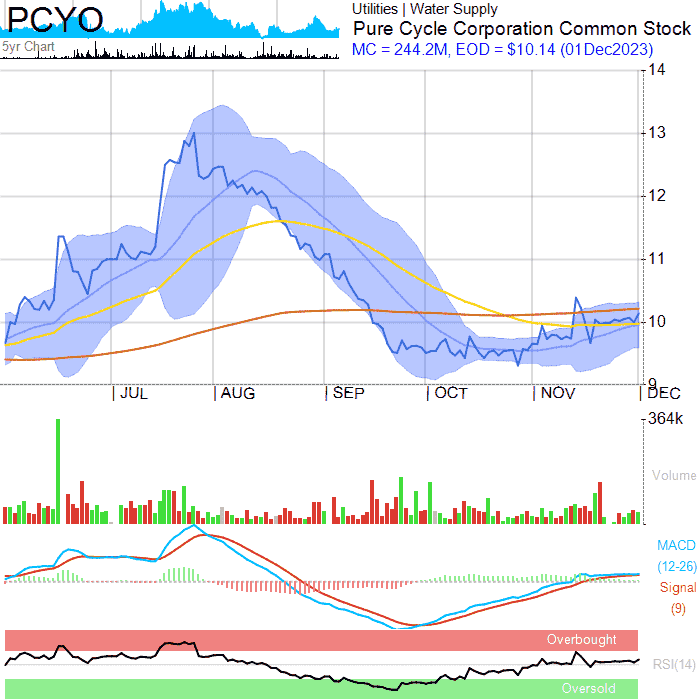 PCYO
5yr Chart
Utilities | Water Supply
Pure Cycle Corporation Common Stock
MC = 244.2M, EOD = $10.14 (01Dec2023)
14
13
12
11
10
9
JUL AUG SEP OCT NOV DEC
364k
Volume
MACD
(12-26)
Signal
(9)
Overbought
RSI(14)
Oversold